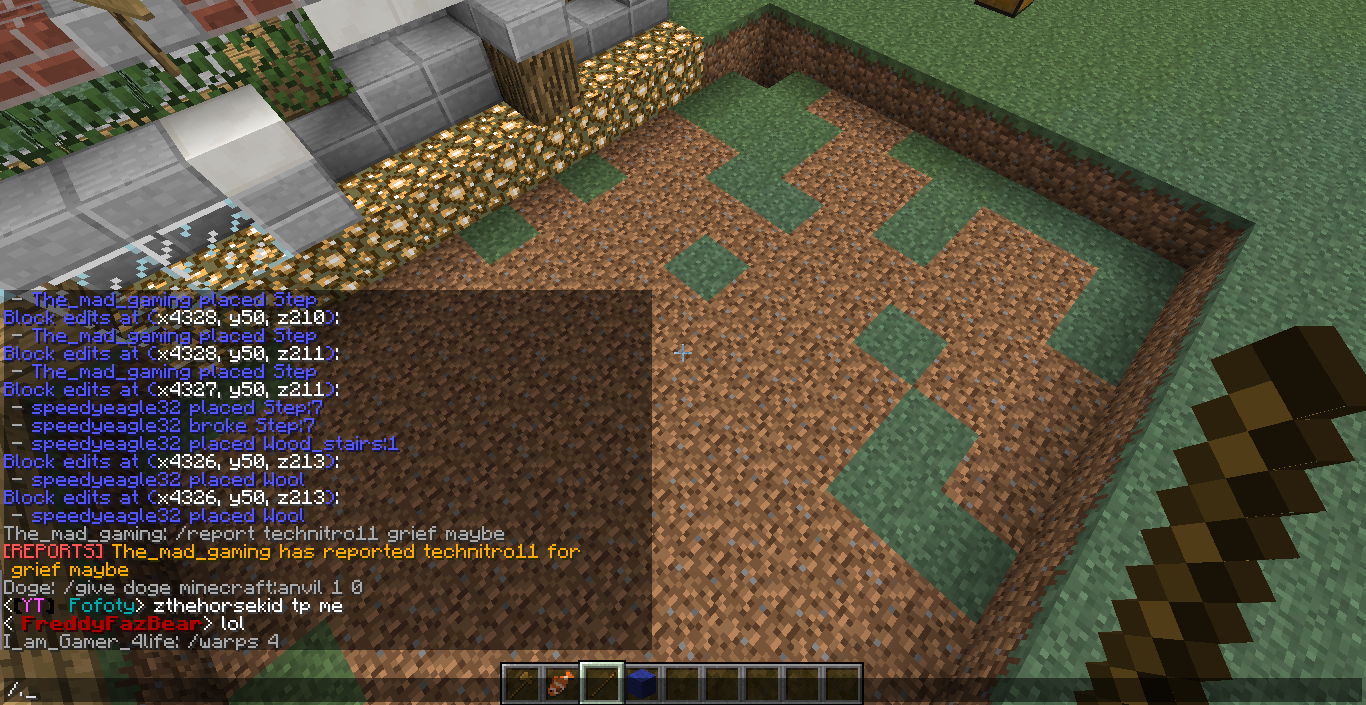 - The_mad_gaming placed Step
Block edits at (x4328, y50, z210):
- The_mad_gaming placed Step
Block edits at (x4328, y50, z211):
- The_mad_gaming placed Step
Block edits at (x4327, y50, z211):
- speedyeagle32 placed Step:7
- speedyeagle32 broke Step:7
- speedyeagle32 placed Wood_stairs:1
Block edits at (x4326, y50, z213):
- speedyeagle32 placed Wool
Block edits at (x4326, y50, z213):
- speedyeagle32 placed Wool
The_mad_gaming: /report technitro11 grief maybe
[REPORTS] The_mad_gaming has reported technitro11 for
grief maybe
Doge: /give doge minecraft:anvil 1 0
<[YT] Fofoty> zthehorsekid tp me
< FreddyFazBear> lol
I_am_Gamer_4life: /warps 4
/._